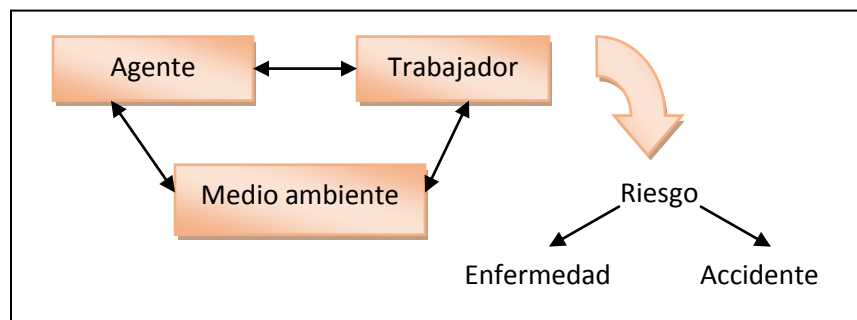 Agente
Trabajador
Medio ambiente
Riesgo
Enfermedad
Accidente